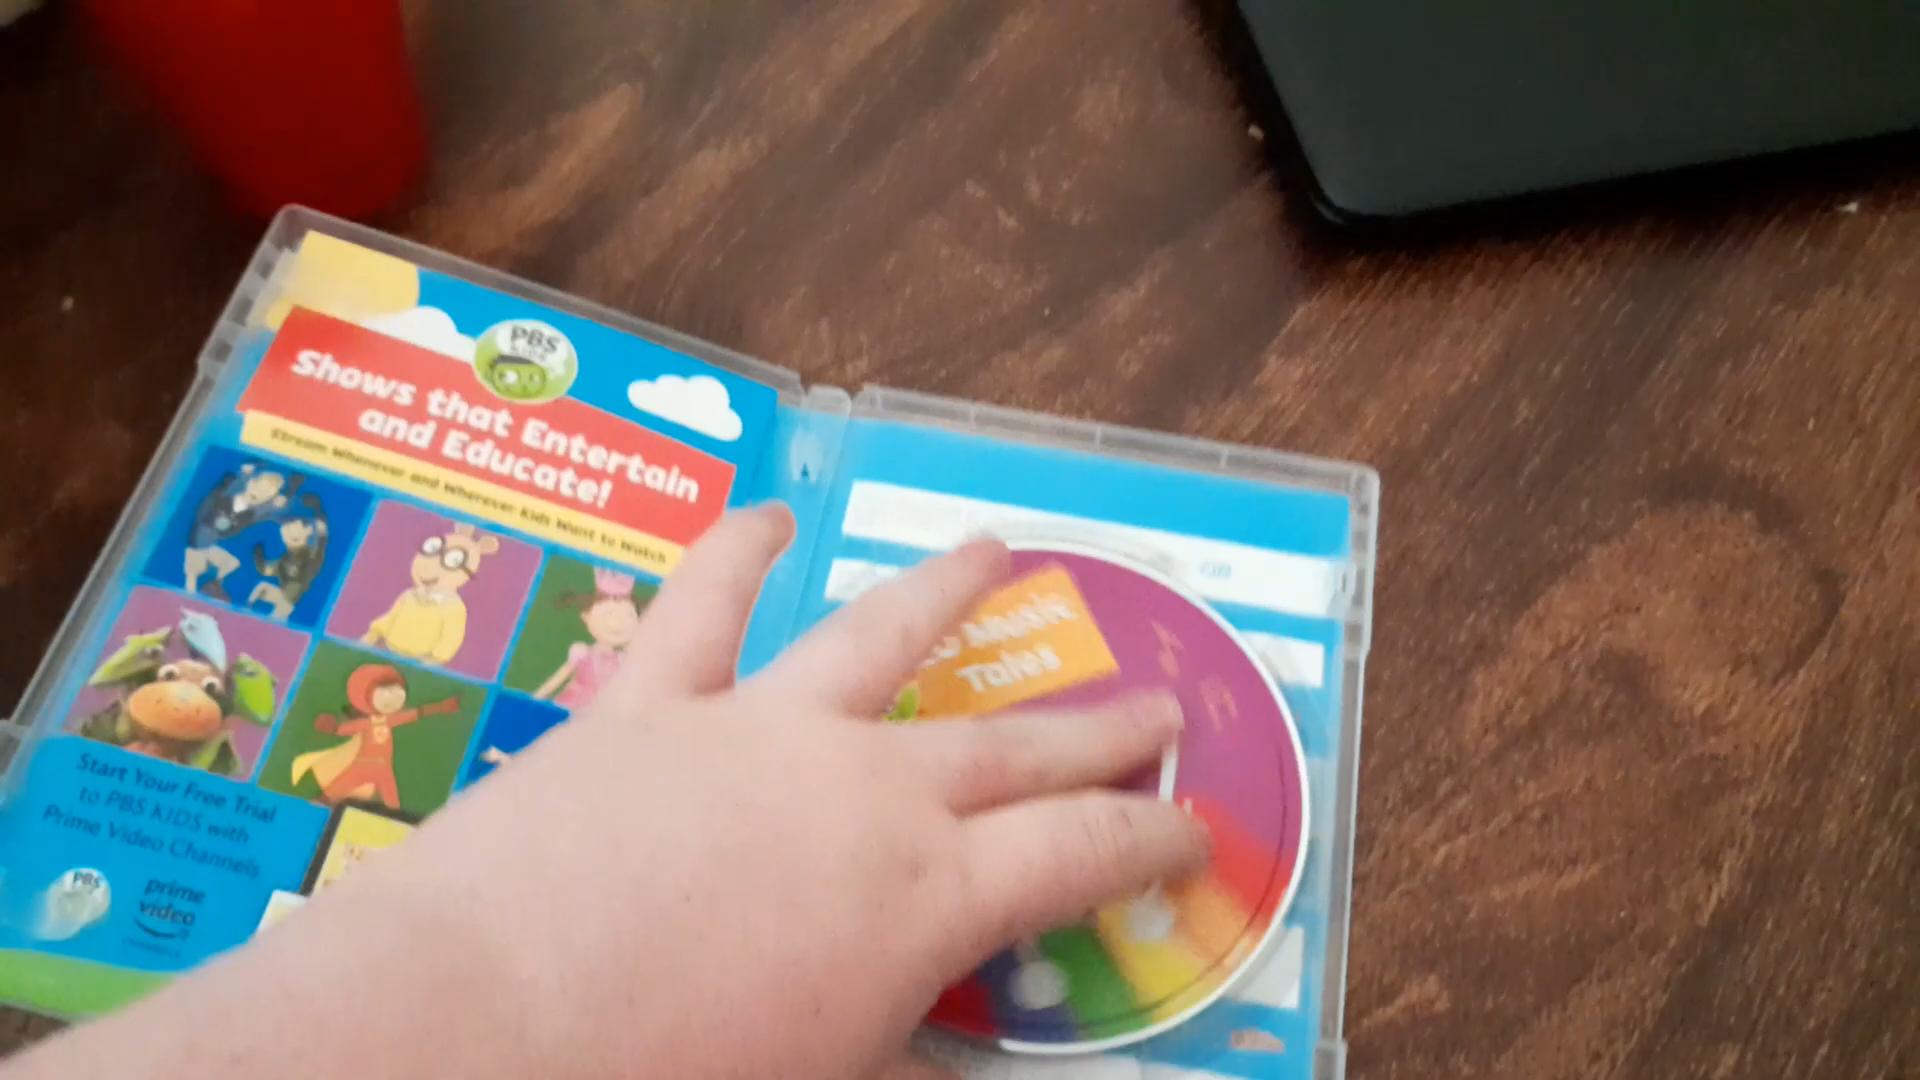 PBS
KIDS
Shows that Entertain
and Educate!
Stream Whenever and Wherever Kids Want to Watch
Start Your Free Trial
to PBS KIDS with
Prime Video Channels
PBS
prime
video
CHANNELS
Music
Tales